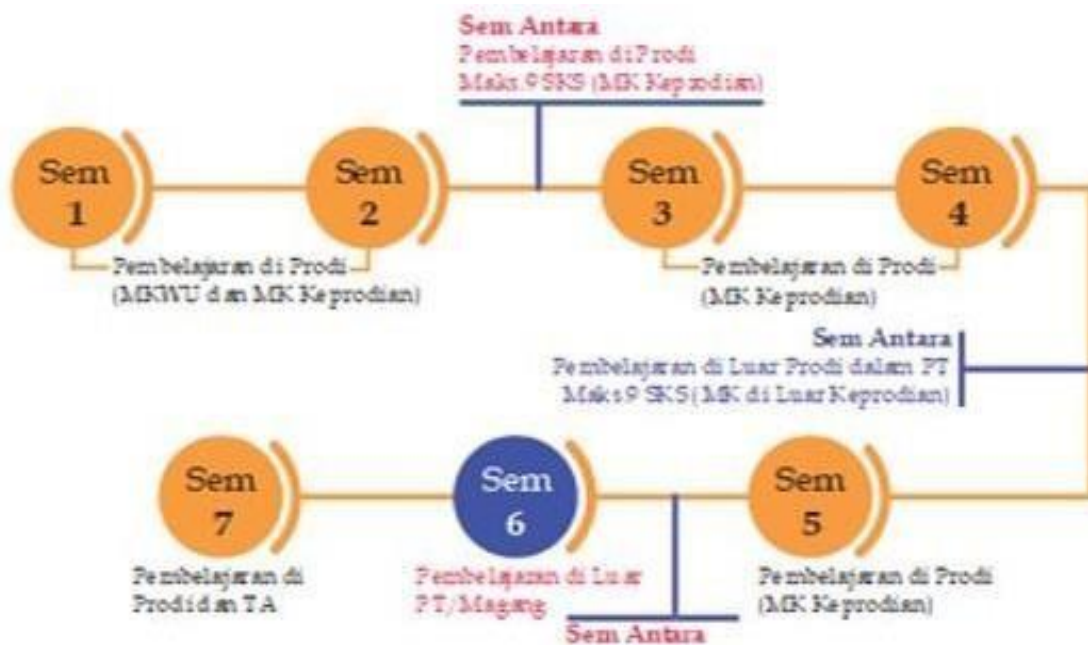 Sem Antara
Pembelajaran di Prodi
Maks.9 SKS (MK Keprodian)
Sem
1
Sem
2
Sem
3
Sem
4
Pembelajaran di Prodi
(MKWU dan MK Keprodian)
Pembelajaran di Prodi
(MK Keprodian)
Sem Antara
Pembelajaran di Luar Prodi dalam PT
Maks9 SKS (MK di Luar Keprodian)
Sem
7
Sem
6
Sem
5
Pembelajaran di
Prodi dan TA
Pembelajaran di Luar
PT/Magang
Pembelajaran di Prodi
(MK Keprodian)
Sem Antara